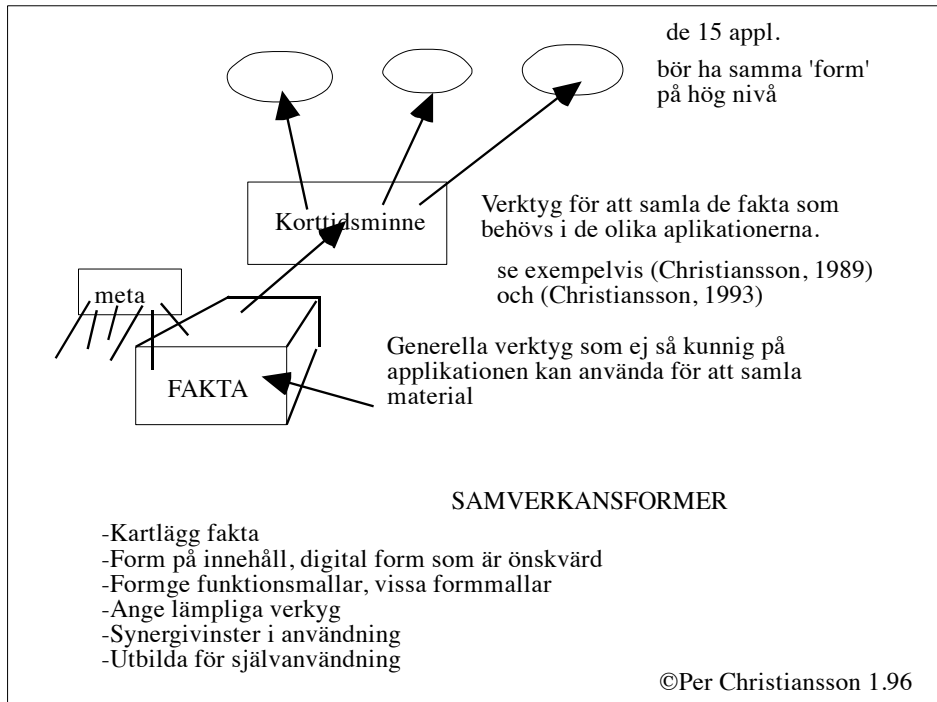 de 15 appl.
bör ha samma 'form'
på hög nivå
Korttidsminne
Verktyg för att samla de fakta som
behövs i de olika aplikationerna.
se exempelvis (Christiansson, 1989)
och (Christiansson, 1993)
meta
FAKTA
Generella verktyg som ej så kunnig på
applikationen kan använda för att samla
material
SAMVERKANSFORMER
-Kartlägg fakta
-Form på innehåll, digital form som är önskvärd
-Formge funktionsmallar, vissa formmallar
-Ange lämpliga verkyg
-Synergivinster i användning
-Utbilda för självanvändning
©Per Christiansson 1.96